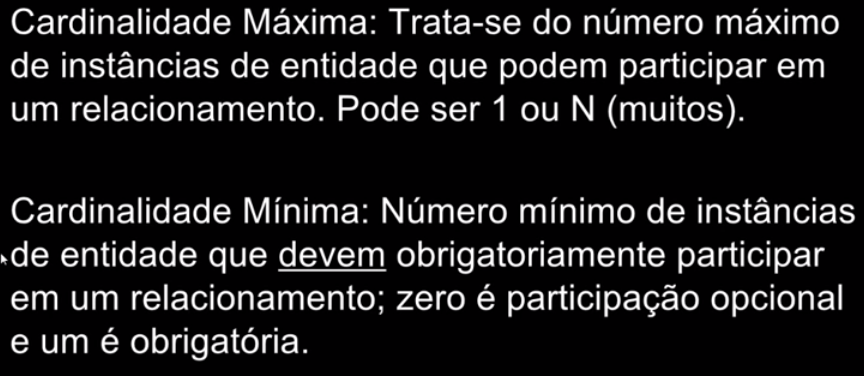 Cardinalidade Máxima: Trata-se do número máximo
de instâncias de entidade que podem participar em
um relacionamento. Pode ser 1 ou N (muitos).
Cardinalidade Mínima: Número mínimo de instâncias
de entidade que devem obrigatoriamente participar
em um relacionamento; zero é participação opcional
e um é obrigatória.